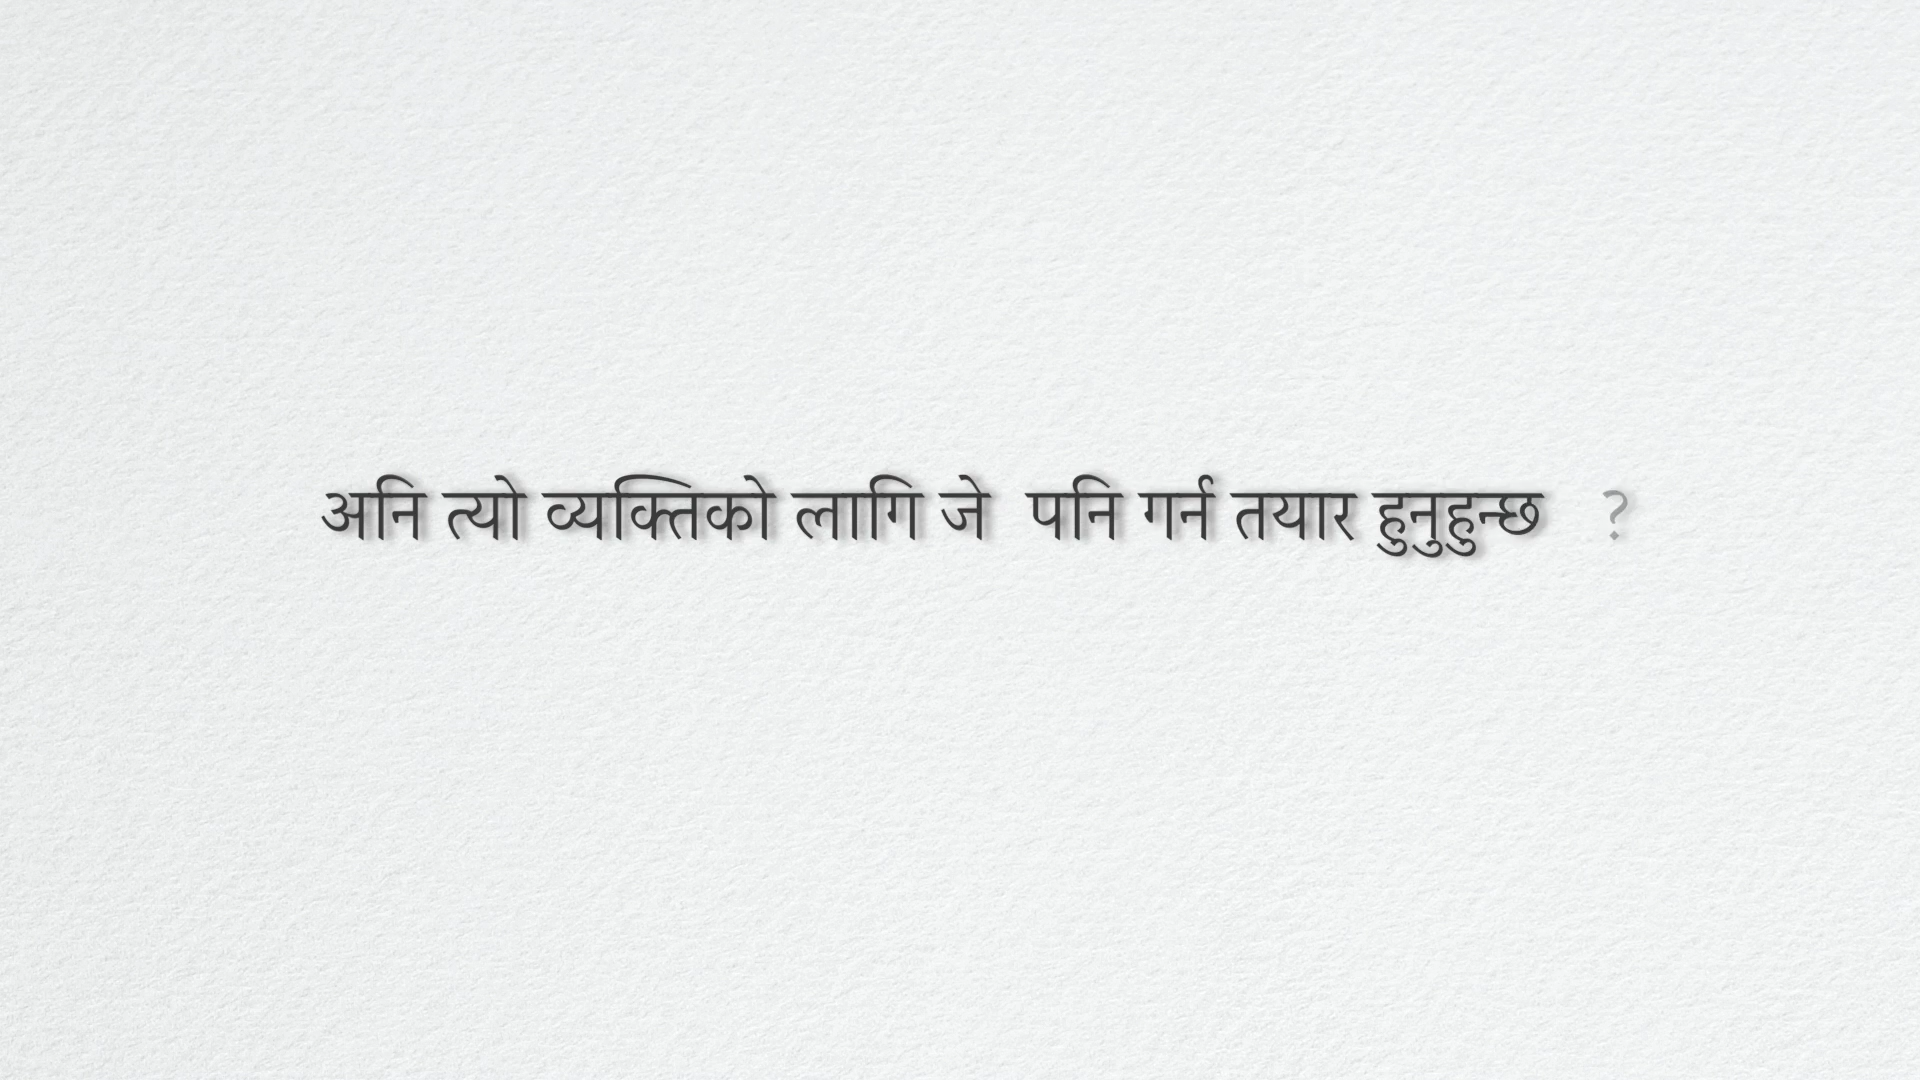 अनि त्यो व्यक्तिको लागि जे पनि गर्न तयार हुनुहुन्छ ?